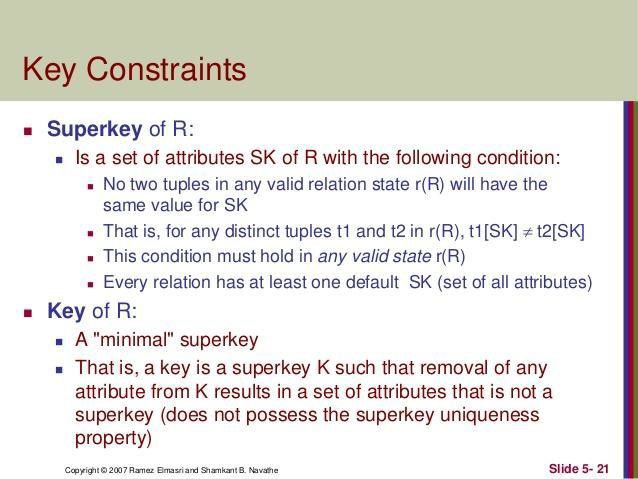 Key Constraints
Superkey of R:
Is a set of attributes SK of R with the following condition:
No two tuples in any valid relation state r(R) will have the
same value for SK
That is, for any distinct tuples t1 and t2 in r(R), t1[SK] ≠ t2[SK]
This condition must hold in any valid state r(R)
Every relation has at least one default  SK (set of all attributes)
Key of R:
A "minimal" superkey
That is, a key is a superkey K such that removal of any
attribute from K results in a set of attributes that is not a
superkey (does not possess the superkey uniqueness
property)
Copyright © 2007 Ramez Elmasri and Shamkant B. Navathe
Slide 5- 21